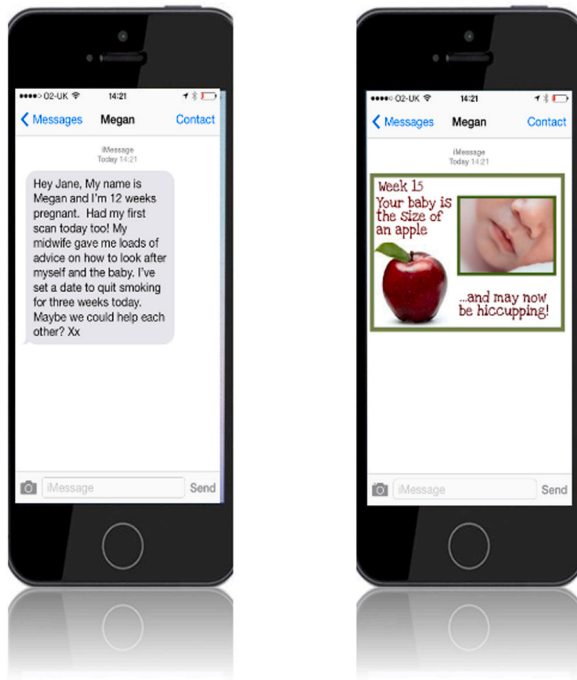 O2-UK 14:21
Messages Megan Contact
iMessage
Today 14:21
Hey Jane, My name is
Megan and I'm 12 weeks
pregnant. Had my first
scan today too! My
midwife gave me loads of
advice on how to look after
myself and the baby. I've
set a date to quit smoking
for three weeks today.
Maybe we could help each
other? Xx
iMessage Send
O2-UK 14:21
Messages Megan Contact
iMessage
Today 14:21
Week 15
Your baby is
the size of
an apple
...and may now
be hiccupping!
iMessage Send